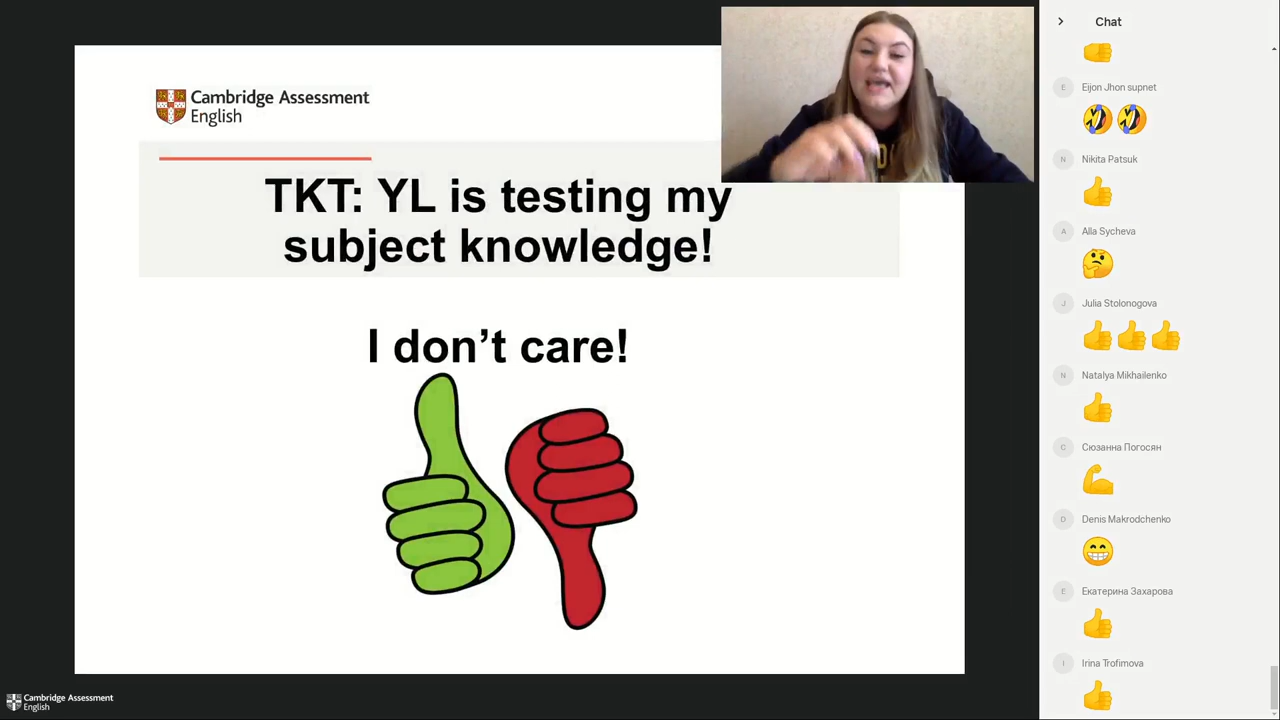 Cambridge Assessment
English
TKT: YL is testing my
subject knowledge!
I don't care!
Cambridge Assessment
English
Chat
E
Eijon Jhon supnet
N
Nikita Patsuk
A
Alla Sycheva
J
Julia Stolonogova
N
Natalya Mikhailenko
С
Сюзанна Погосян
D
Denis Makrodchenko
Е
Екатерина Захарова
I
Irina Trofimova